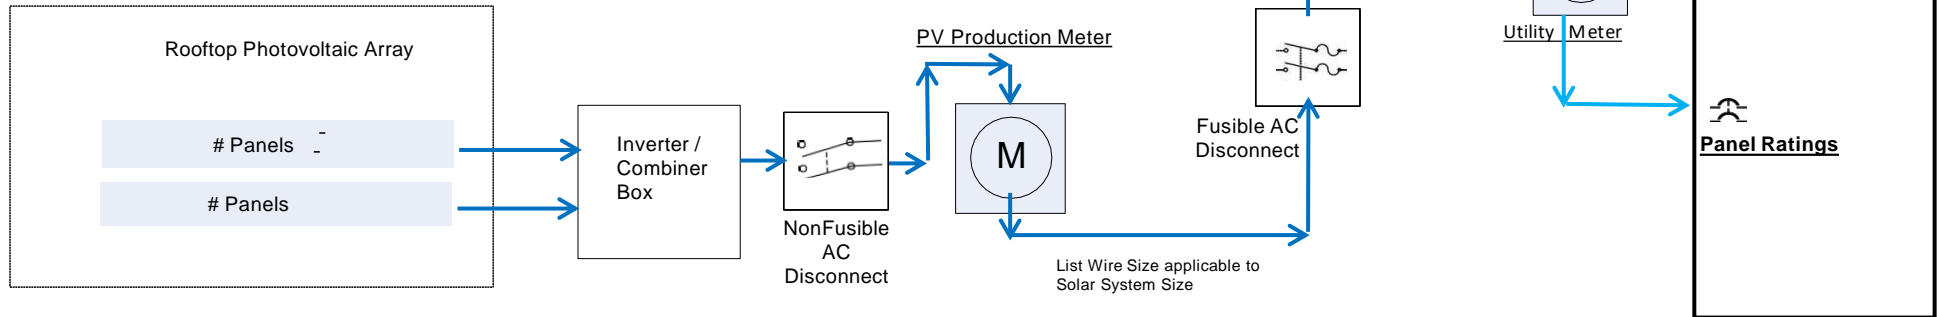 Rooftop Photovoltaic Array
# Panels
# Panels
Inverter /
Combiner
Box
NonFusible
AC
Disconnect
PV Production Meter
M
List Wire Size applicable to
Solar System Size
Fusible AC
Disconnect
Utility Meter
Panel Ratings